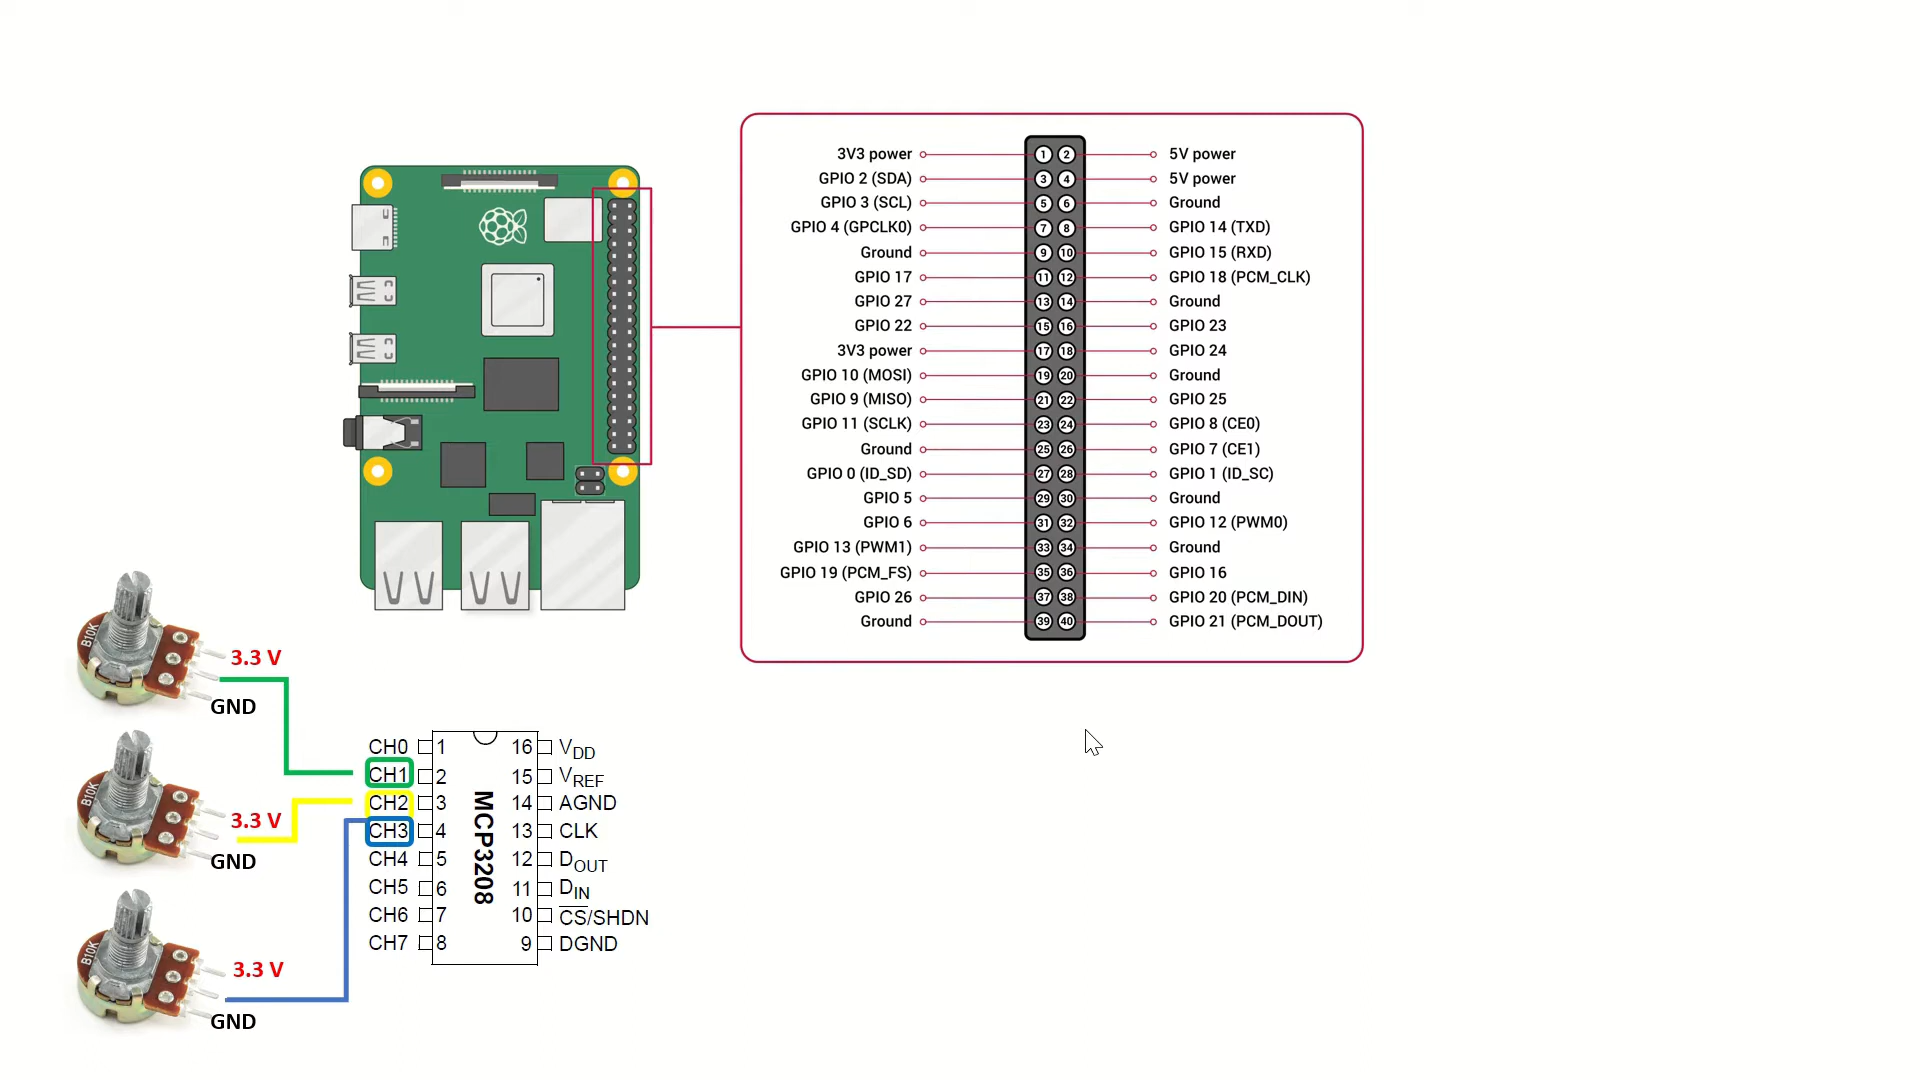 3V3 power 1 2 5V power
GPIO 2 (SDA) 3 4 5V power
GPIO 3 (SCL) 5 6 Ground
GPIO 4 (GPCLK0) 7 8 GPIO 14 (TXD)
Ground 9 10 GPIO 15 (RXD)
GPIO 17 11 12 GPIO 18 (PCM_CLK)
GPIO 27 13 14 Ground
GPIO 22 15 16 GPIO 23
3V3 power 17 18 GPIO 24
GPIO 10 (MOSI) 19 20 Ground
GPIO 9 (MISO) 21 22 GPIO 25
GPIO 11 (SCLK) 23 24 GPIO 8 (CE0)
Ground 25 26 GPIO 7 (CE1)
GPIO 0 (ID_SD) 27 28 GPIO 1 (ID_SC)
GPIO 5 29 30 Ground
GPIO 6 31 32 GPIO 12 (PWM0)
GPIO 13 (PWM1) 33 34 Ground
GPIO 19 (PCM_FS) 35 36 GPIO 16
GPIO 26 37 38 GPIO 20 (PCM_DIN)
Ground 39 40 GPIO 21 (PCM_DOUT)
B10K
3.3 V
GND
B10K
3.3 V
GND
B10K
3.3 V
GND
CH0 1 16 VDD
CH1 2 15 VREF
CH2 3 14 AGND
CH3 4 13 CLK
CH4 5 12 DOUT
CH5 6 11 DIN
CH6 7 10 CS/SHDN
CH7 8 9 DGND
MCP3208